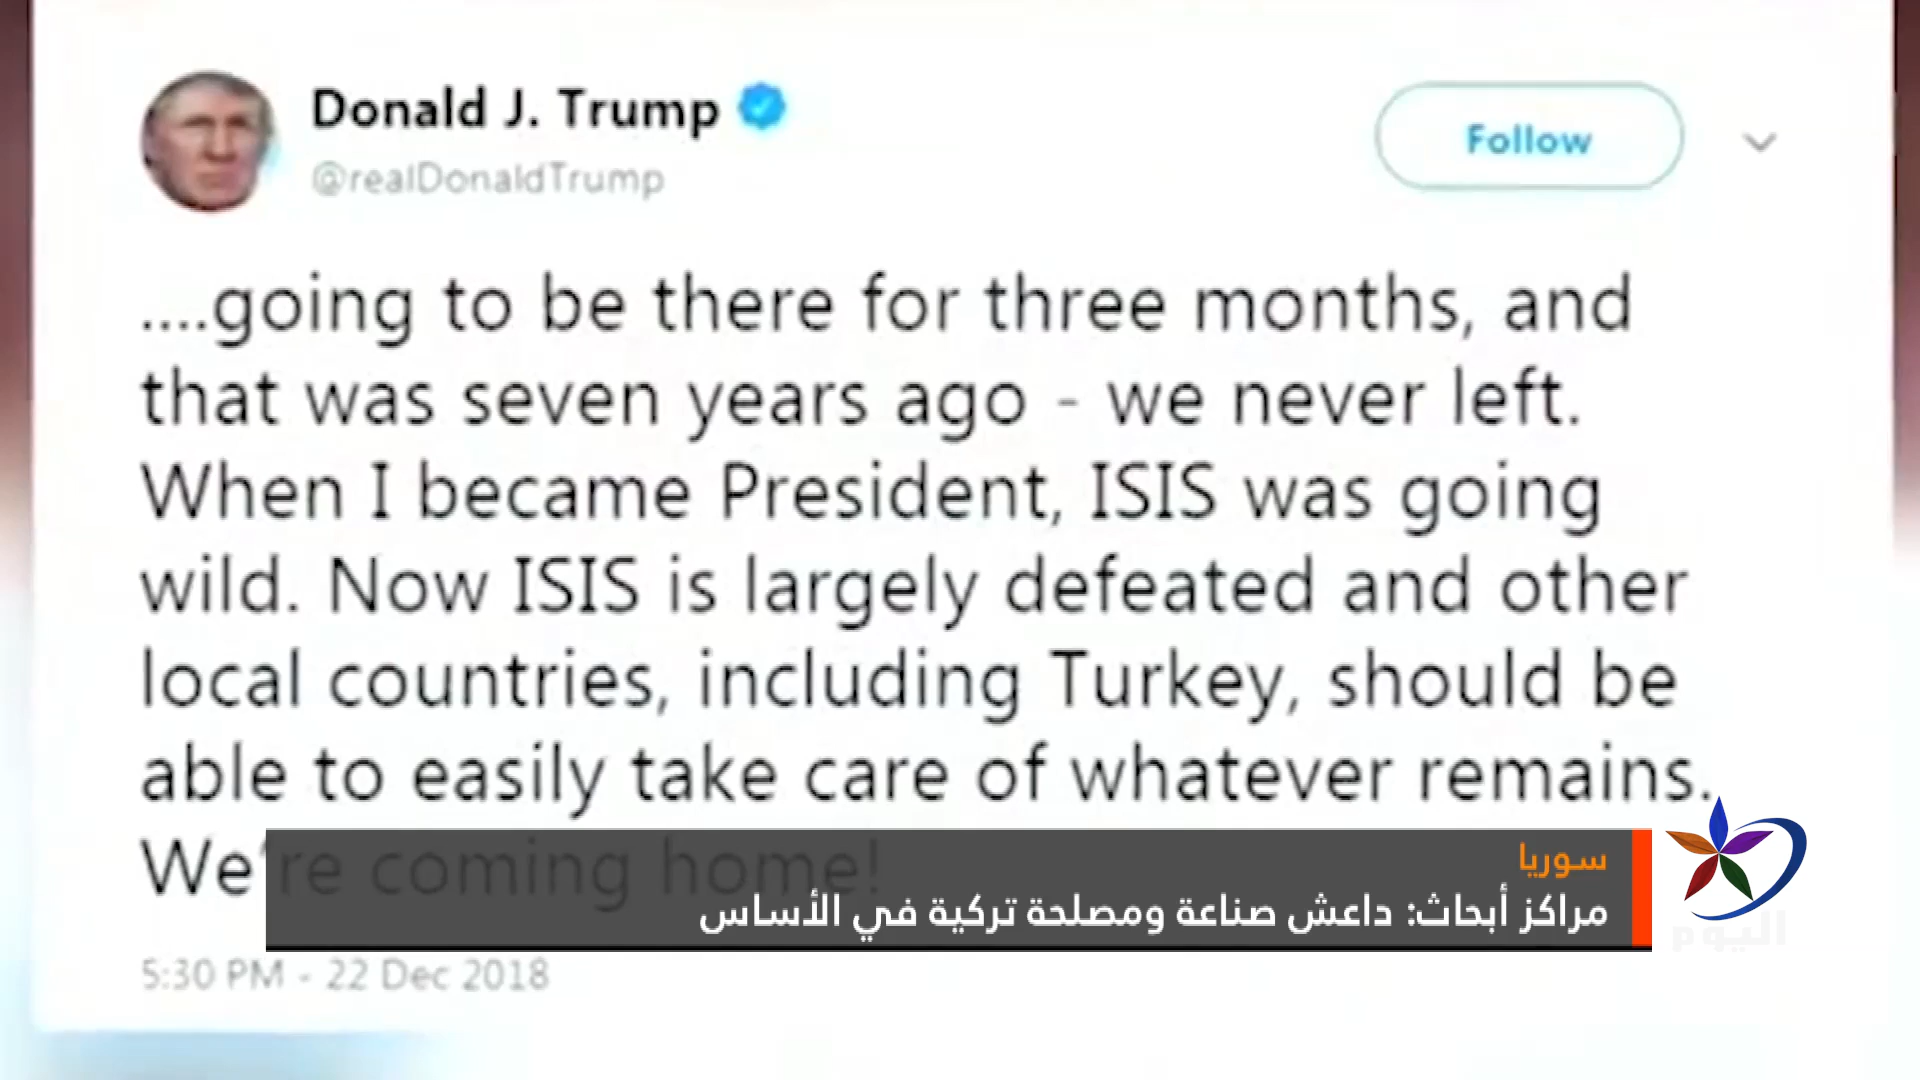 Donald J. Trump
@realDonaldTrump
Follow
....going to be there for three months, and
that was seven years ago - we never left.
When I became President, ISIS was going
wild. Now ISIS is largely defeated and other
local countries, including Turkey, should be
able to easily take care of whatever remains.
We're coming home!
سوريا
مراكز أبحاث: داعش صناعة ومصلحة تركية في الأساس
اليوم
5:30 PM - 22 Dec 2018